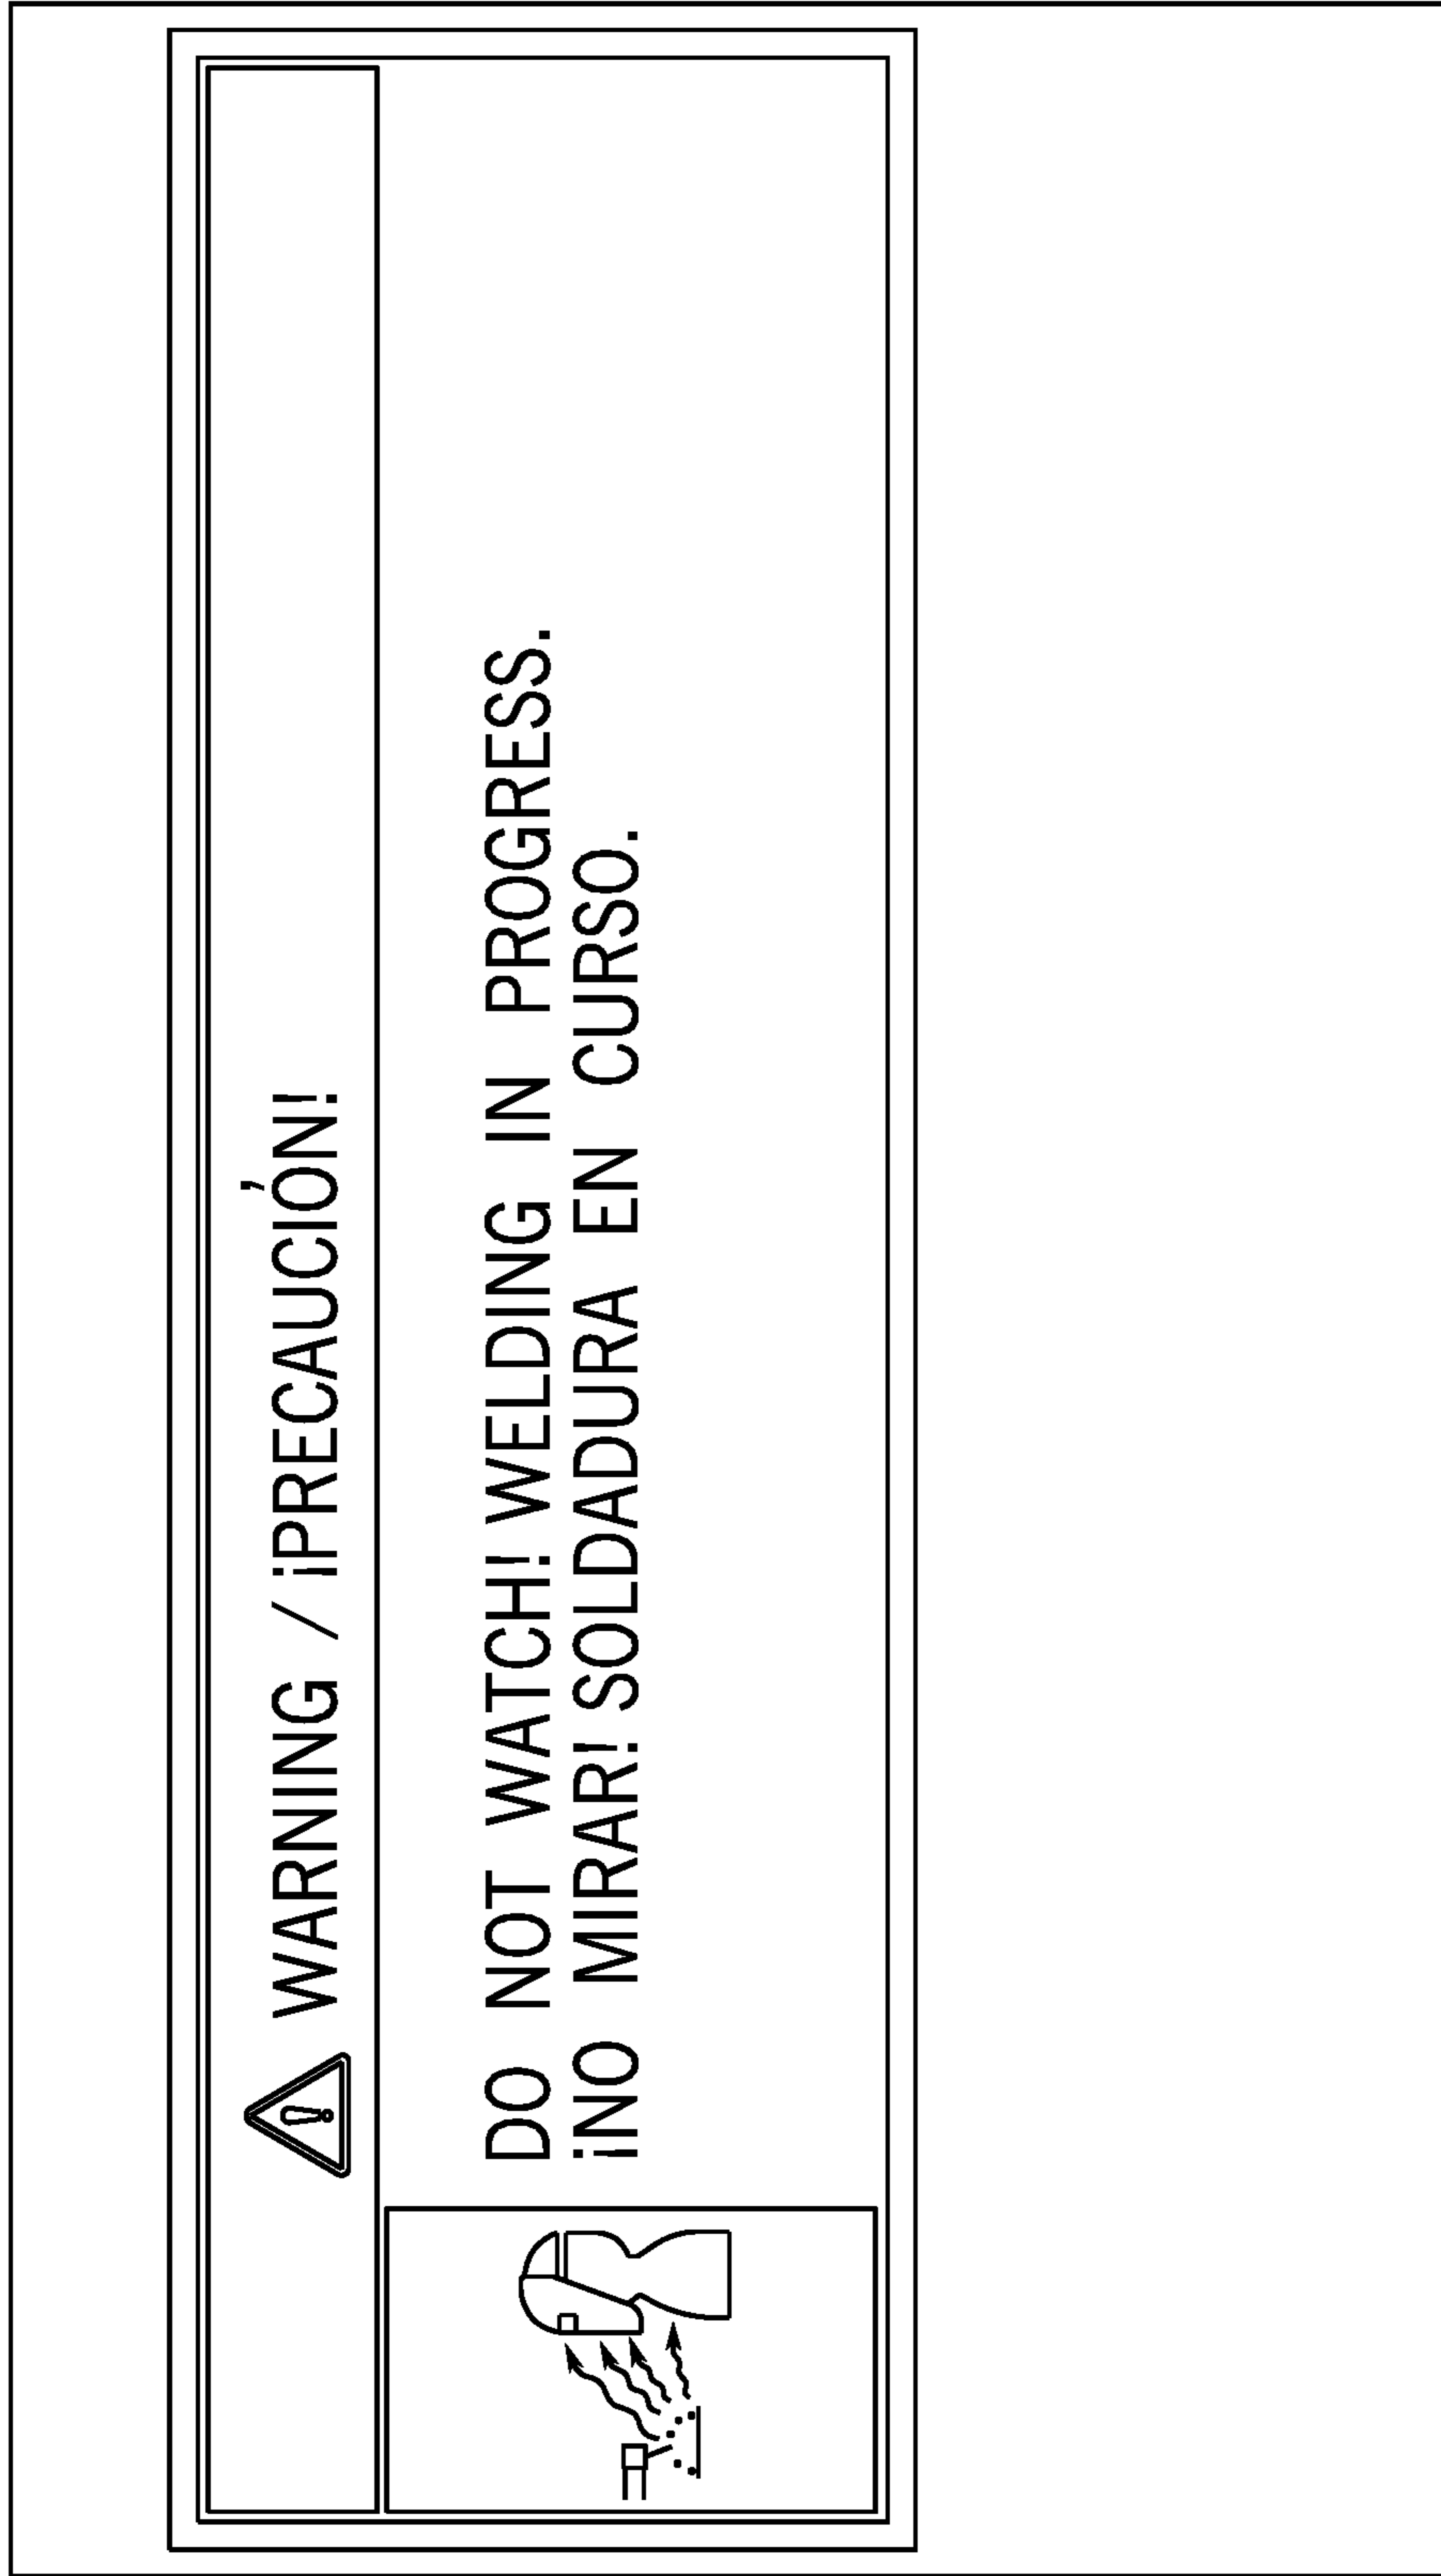 WARNING / ¡PRECAUCIÓN!
DO NOT WATCH! WELDING IN PROGRESS.
¡NO MIRAR! SOLDADURA EN CURSO.